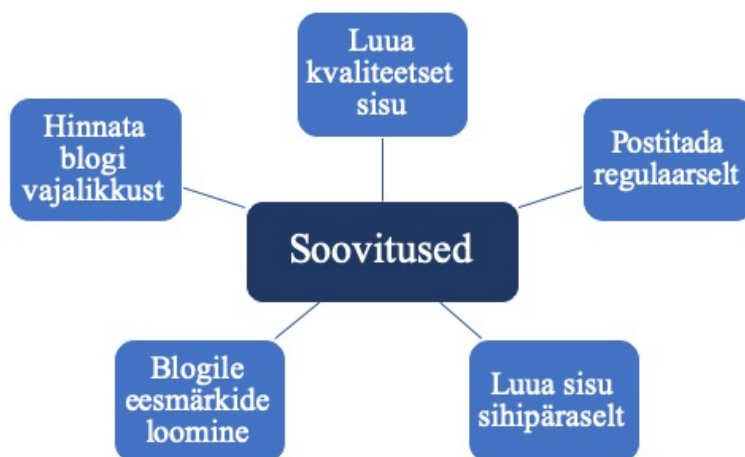 Luua
kvaliteetset
sisu
Hinnata
blogi
vajalikkust
Postitada
regulaarselt
Soovitused
Blogile
eesmärkide
loomine
Luua sisu
sihipäraselt